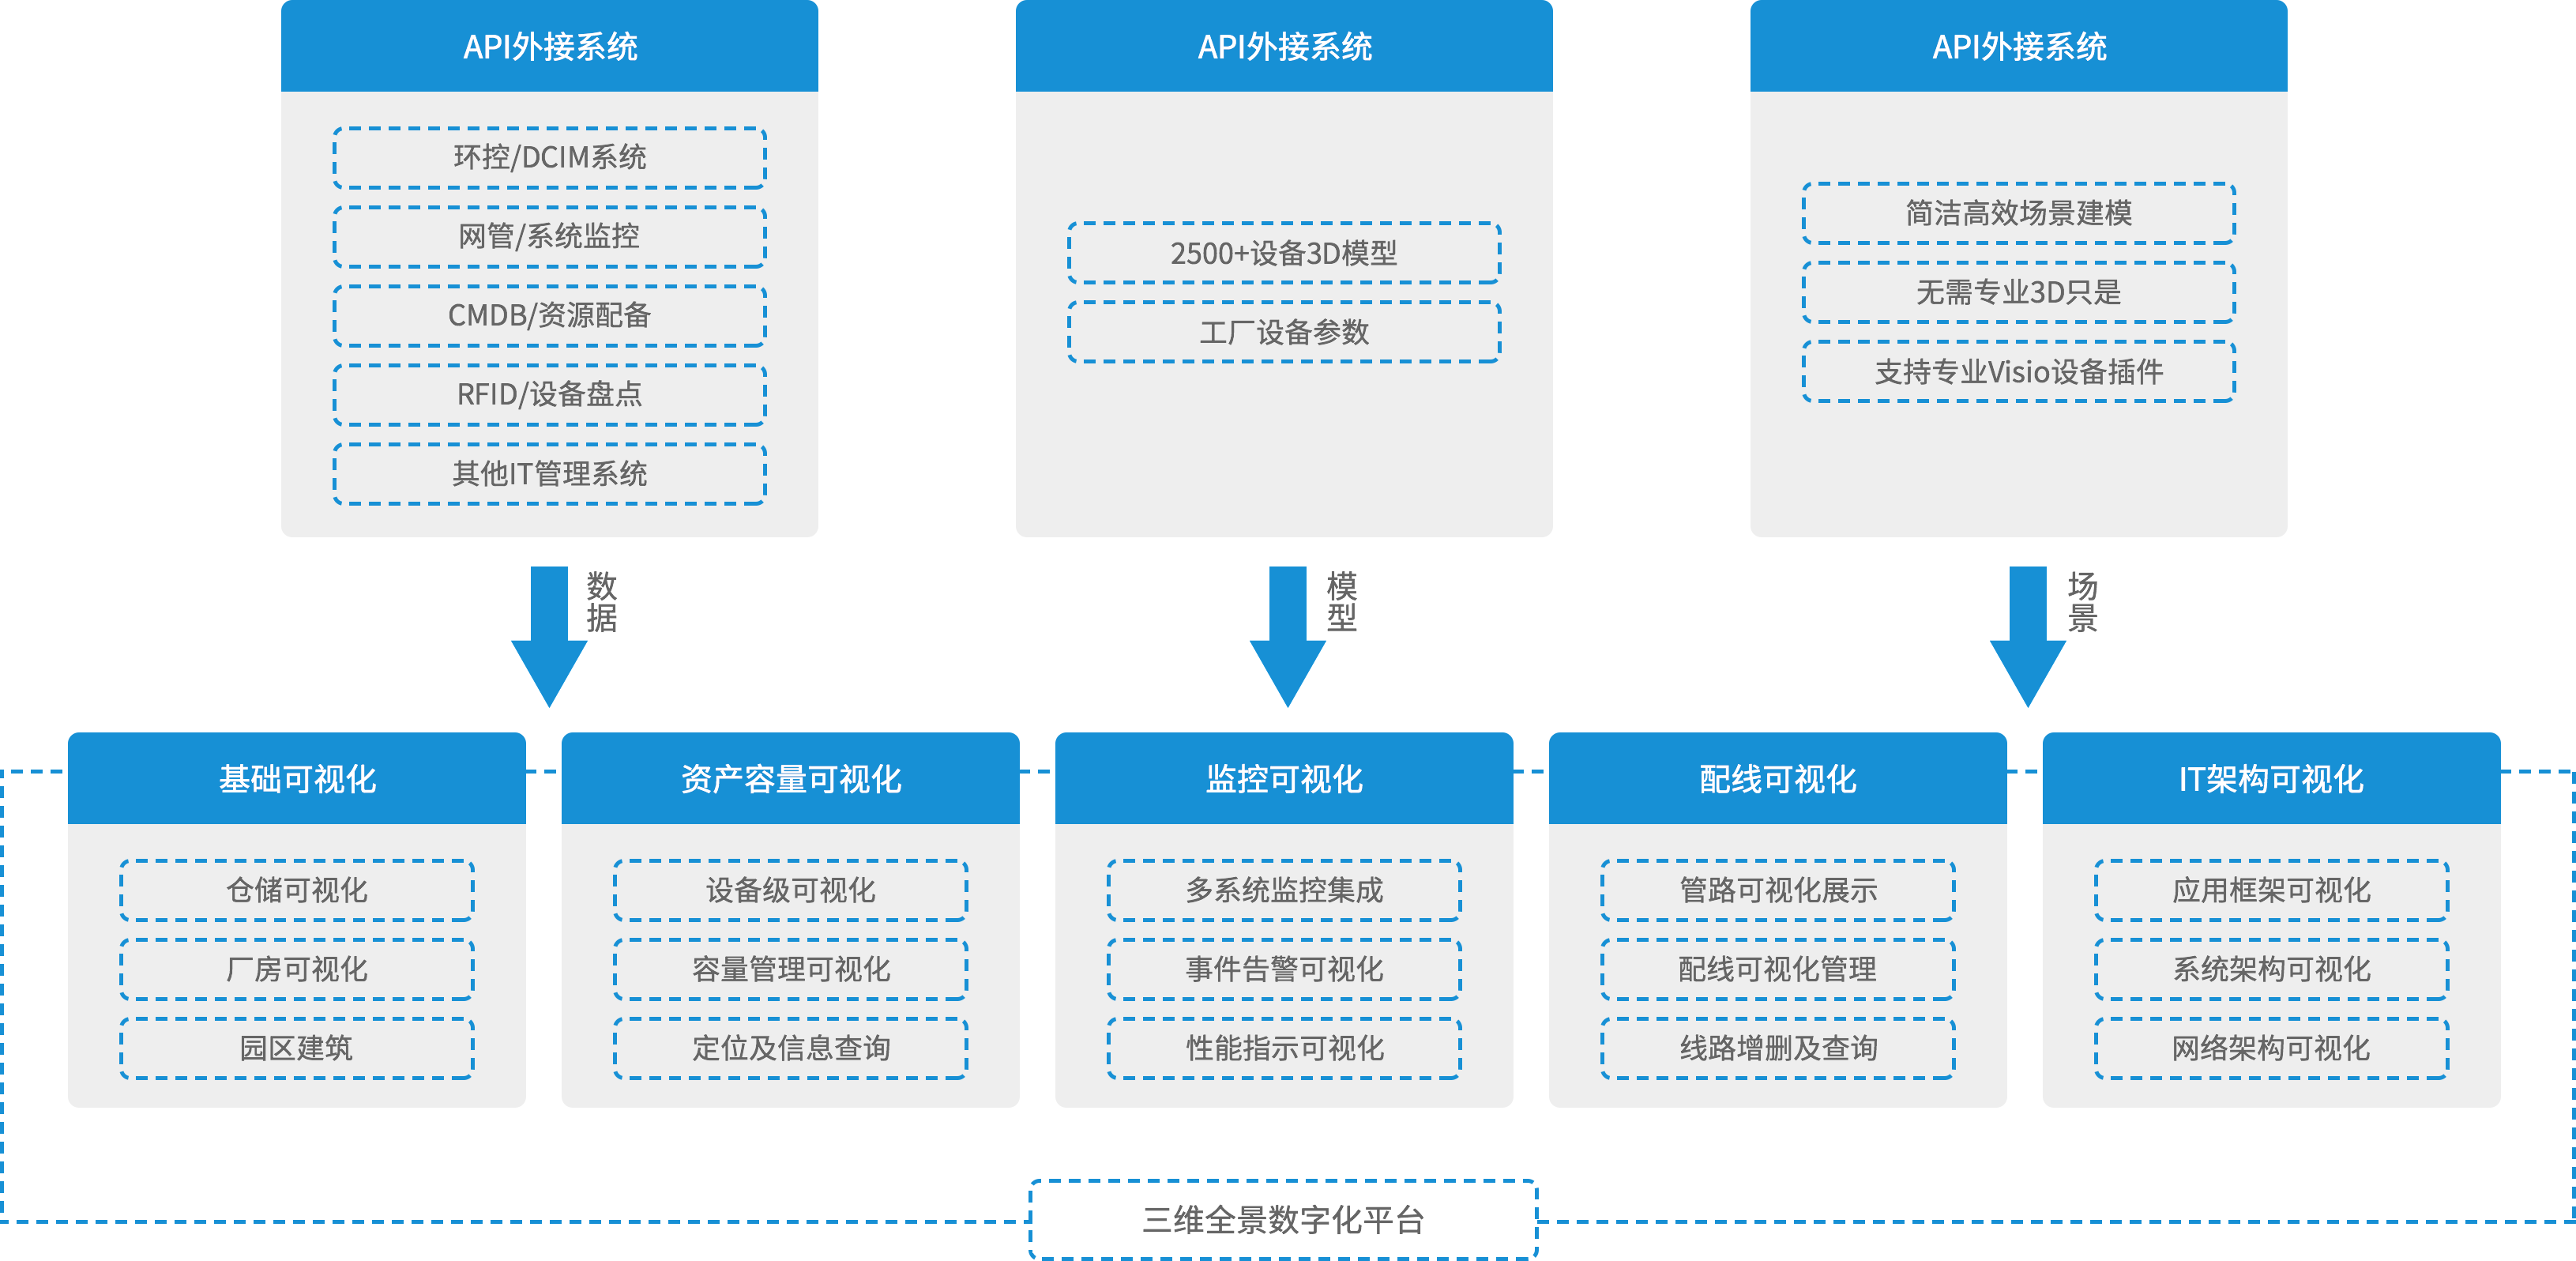 API外接系统
环控/DCIM系统
网管/系统监控
CMDB/资源配备
RFID/设备盘点
其他IT管理系统
API外接系统
2500+设备3D模型
工厂设备参数
API外接系统
简洁高效场景建模
无需专业3D只是
支持专业Visio设备插件
数据
模型
场景
基础可视化
仓储可视化
厂房可视化
园区建筑
资产容量可视化
设备级可视化
容量管理可视化
定位及信息查询
监控可视化
多系统监控集成
事件告警可视化
性能指示可视化
配线可视化
管路可视化展示
配线可视化管理
线路增删及查询
IT架构可视化
应用框架可视化
系统架构可视化
网络架构可视化
三维全景数字化平台